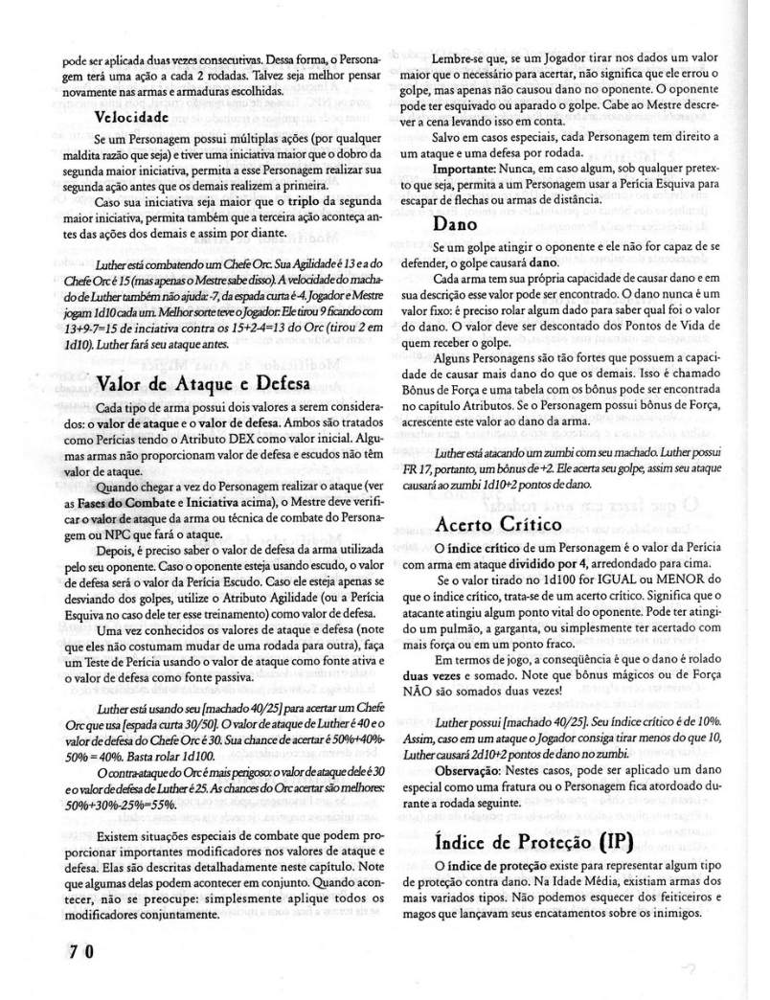 pode ser aplicada duas vezes consecutivas. Dessa forma, o Persona-
gem terá uma ação a cada 2 rodadas. Talvez seja melhor pensar
novamente nas armas e armaduras escolhidas.
Velocidade
Se um Personagem possui múltiplas ações (por qualquer
maldita razão que seja) e tiver uma iniciativa maior que o dobro da
segunda maior iniciativa, permita a esse Personagem realizar sua
segunda ação antes que os demais realizem a primeira.
Caso sua iniciativa seja maior que o triplo da segunda
maior iniciativa, permita também que a terceira ação aconteça an-
tes das ações dos demais e assim por diante.
Luther está combatendo um Chefe Orc. Sua Agilidade é 13 e a do
Chefe Orc é 15 (mas apenas o Mestre sabe disso). A velocidade do macha-
do de Luther também não ajuda: -7, da espada curta é -4. Jogador e Mestre
jogam 1d10 cada um. Melhor sorte teve o Jogador: Ele tirou 9 ficando com
13+9-7=15 de inciativa contra os 15+2-4=13 do Orc (tirou 2 em
1d10). Luther fará seu ataque antes.
Valor de Ataque e Defesa
Cada tipo de arma possui dois valores a serem considera-
dos: o valor de ataque e o valor de defesa. Ambos são tratados
como Perícias tendo o Atributo DEX como valor inicial. Algu-
mas armas não proporcionam valor de defesa e escudos não têm
valor de ataque.
Quando chegar a vez do Personagem realizar o ataque (ver
as Fases do Combate e Iniciativa acima), o Mestre deve verifi-
car o valor de ataque da arma ou técnica de combate do Persona-
gem ou NPC que fará o ataque.
Depois, é preciso saber o valor de defesa da arma utilizada
pelo seu oponente. Caso o oponente esteja usando escudo, o valor
de defesa será o valor da Perícia Escudo. Caso ele esteja apenas se
desviando dos golpes, utilize o Atributo Agilidade (ou a Perícia
Esquiva no caso dele ter esse treinamento) como valor de defesa.
Uma vez conhecidos os valores de ataque e defesa (note
que eles não costumam mudar de uma rodada para outra), faça
um Teste de Perícia usando o valor de ataque como fonte ativa e
o valor de defesa como fonte passiva.
Luther está usando seu [machado 40/25] para acertar um Chefe
Orc que usa [espada curta 30/50]. O valor de ataque de Luther é 40 e o
valor de defesa do Chefe Orc é 30. Sua chance de acertar é 50%+40%-
50% = 40%. Basta rolar 1d100.
O contra-ataque do Orc é mais perigoso: o valor de ataque dele é 30
e o valor de defesa de Luther é 25. As chances do Orc acertar são melhores:
50%+30%-25%=55%.
Existem situações especiais de combate que podem pro-
porcionar importantes modificadores nos valores de ataque e
defesa. Elas são descritas detalhadamente neste capítulo. Note
que algumas delas podem acontecer em conjunto. Quando acon-
tecer, não se preocupe: simplesmente aplique todos os
modificadores conjuntamente.
70
Lembre-se que, se um Jogador tirar nos dados um valor
maior que o necessário para acertar, não significa que ele errou o
golpe, mas apenas não causou dano no oponente. O oponente
pode ter esquivado ou aparado o golpe. Cabe ao Mestre descre-
ver a cena levando isso em conta.
Salvo em casos especiais, cada Personagem tem direito a
um ataque e uma defesa por rodada.
Importante: Nunca, em caso algum, sob qualquer pretex-
to que seja, permita a um Personagem usar a Perícia Esquiva para
escapar de flechas ou armas de distância.
Dano
Se um golpe atingir o oponente e ele não for capaz de se
defender, o golpe causará dano.
Cada arma tem sua própria capacidade de causar dano e em
sua descrição esse valor pode ser encontrado. O dano nunca é um
valor fixo: é preciso rolar algum dado para saber qual foi o valor
do dano. O valor deve ser descontado dos Pontos de Vida de
quem receber o golpe.
Alguns Personagens são tão fortes que possuem a capaci-
dade de causar mais dano do que os demais. Isso é chamado
Bônus de Força e uma tabela com os bônus pode ser encontrada
no capítulo Atributos. Se o Personagem possui bônus de Força,
acrescente este valor ao dano da arma.
Luther está atacando um zumbi com seu machado. Luther possui
FR 17, portanto, um bônus de +2. Ele acerta seu golpe, assim seu ataque
causará ao zumbi 1d10+2 pontos de dano.
Acerto Crítico
O índice crítico de um Personagem é o valor da Perícia
com arma em ataque dividido por 4, arredondado para cima.
Se o valor tirado no 1d100 for IGUAL ou MENOR do
que o índice crítico, trata-se de um acerto crítico. Significa que o
atacante atingiu algum ponto vital do oponente. Pode ter atingi-
do um pulmão, a garganta, ou simplesmente ter acertado com
mais força ou em um ponto fraco.
Em termos de jogo, a conseqüência é que o dano é rolado
duas vezes e somado. Note que bônus mágicos ou de Força
NÃO são somados duas vezes!
Luther possui [machado 40/25]. Seu índice crítico é de 10%.
Assim, caso em um ataque o Jogador consiga tirar menos do que 10,
Luther causará 2d10+2 pontos de dano no zumbi.
Observação: Nestes casos, pode ser aplicado um dano
especial como uma fratura ou o Personagem fica atordoado du-
rante a rodada seguinte.
Índice de Proteção (IP)
O índice de proteção existe para representar algum tipo
de proteção contra dano. Na Idade Média, existiam armas dos
mais variados tipos. Não podemos esquecer dos feiticeiros e
magos que lançavam seus encatamentos sobre os inimigos.